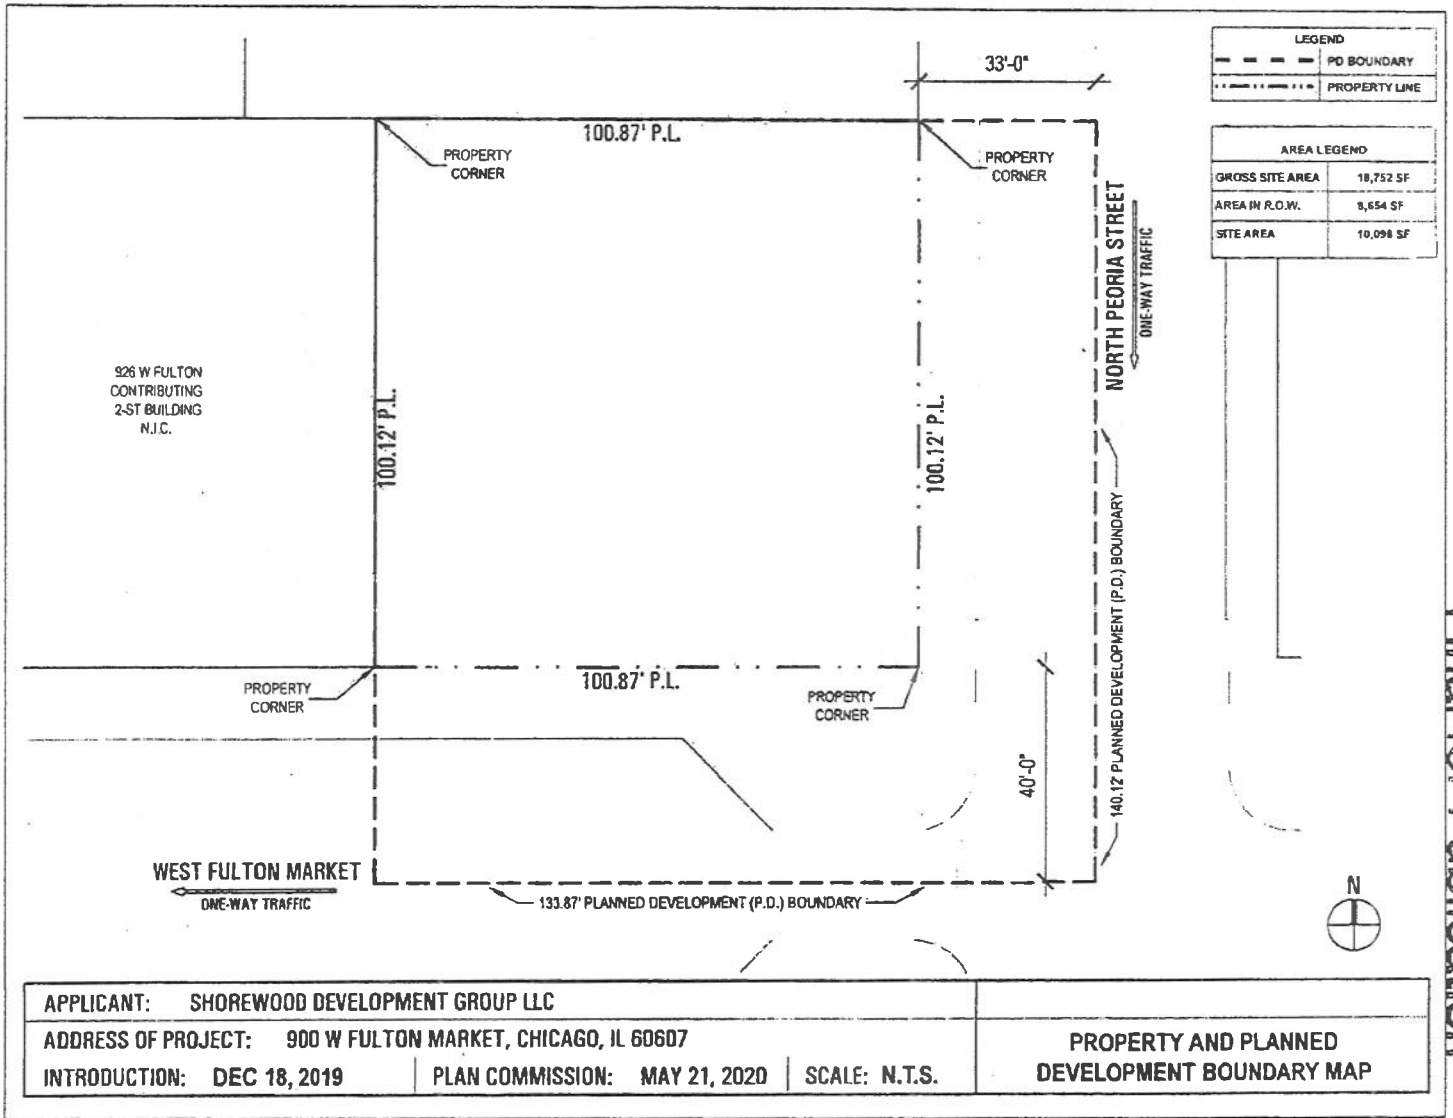 LEGEND
PD BOUNDARY
PROPERTY LINE
AREA LEGEND
GROSS SITE AREA 18,752 SF
AREA IN R.O.W. 8,654 SF
SITE AREA 10,098 SF
33'-0"
100.87' P.L.
PROPERTY
CORNER
PROPERTY
CORNER
NORTH PEORIA STREET
ONE-WAY TRAFFIC
926 W FULTON
CONTRIBUTING
2-ST BUILDING
N.I.C.
100.12' P.L.
100.12' P.L.
140.12' PLANNED DEVELOPMENT (P.D.) BOUNDARY
100.87' P.L.
PROPERTY
CORNER
PROPERTY
CORNER
40'-0"
WEST FULTON MARKET
ONE-WAY TRAFFIC
133.87' PLANNED DEVELOPMENT (P.D.) BOUNDARY
N
APPLICANT: SHOREWOOD DEVELOPMENT GROUP LLC
ADDRESS OF PROJECT: 900 W FULTON MARKET, CHICAGO, IL 60607
INTRODUCTION: DEC 18, 2019 PLAN COMMISSION: MAY 21, 2020 SCALE: N.T.S.
PROPERTY AND PLANNED
DEVELOPMENT BOUNDARY MAP